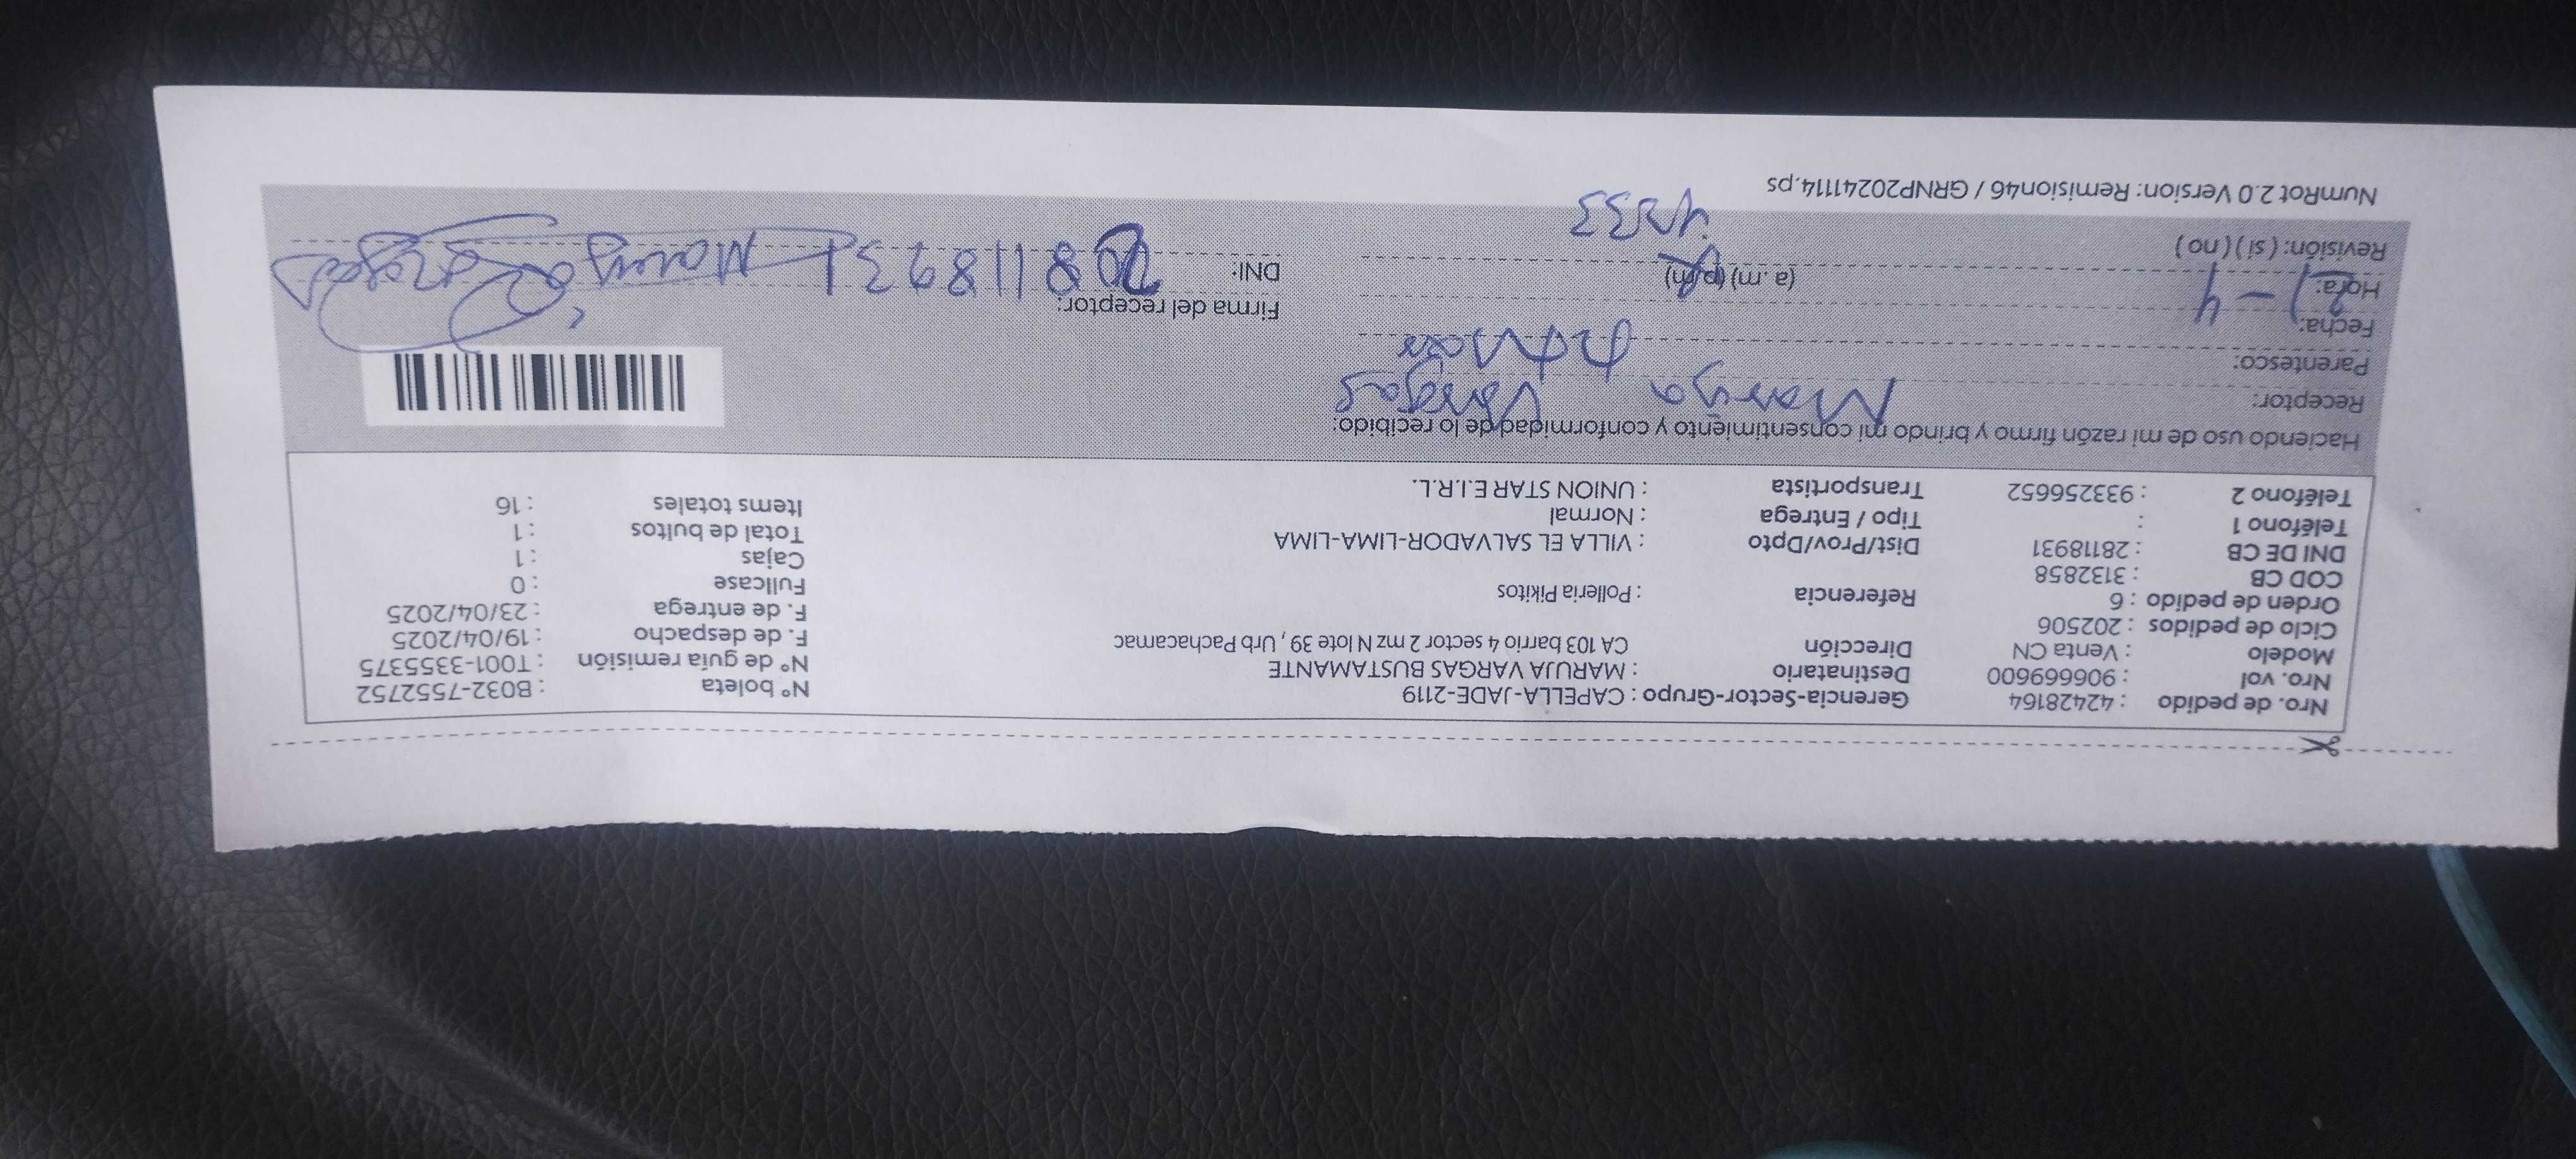 Nro. de pedido : 42428164 Gerencia-Sector-Grupo : CAPELLA-JADE-2119 N° boleta : B032-7552752
Nro. vol : 906669600 Destinatario : MARUJA VARGAS BUSTAMANTE N° de guía remisión : T001-3355375
Modelo : Venta CN Dirección CA 103 barrio 4 sector 2 mz N lote 39 , Urb Pachacamac F. de despacho : 19/04/2025
Ciclo de pedidos : 202506 F. de entrega : 23/04/2025
Orden de pedido : 6 Referencia : Polleria Pikitos Fullcase : 0
COD CB : 3132858 Cajas : 1
DNI DE CB : 28118931 Dist/Prov/Dpto : VILLA EL SALVADOR-LIMA-LIMA Total de bultos : 1
Teléfono 1 : Tipo / Entrega : Normal Items totales : 16
Teléfono 2 : 933256652 Transportista : UNION STAR E.I.R.L.
Haciendo uso de mi razón firmo y brindo mi consentimiento y conformidad de lo recibido:
Receptor: Maruja Vargas
Parentesco:
Fecha: 21-4 Firma del receptor:
Hora: (a.m) (p.m) DNI: 28118931 Maruja Vargas
Revisión: ( si ) ( no )
NumRot 2.0 Version: Remision46 / GRNP20241114.ps